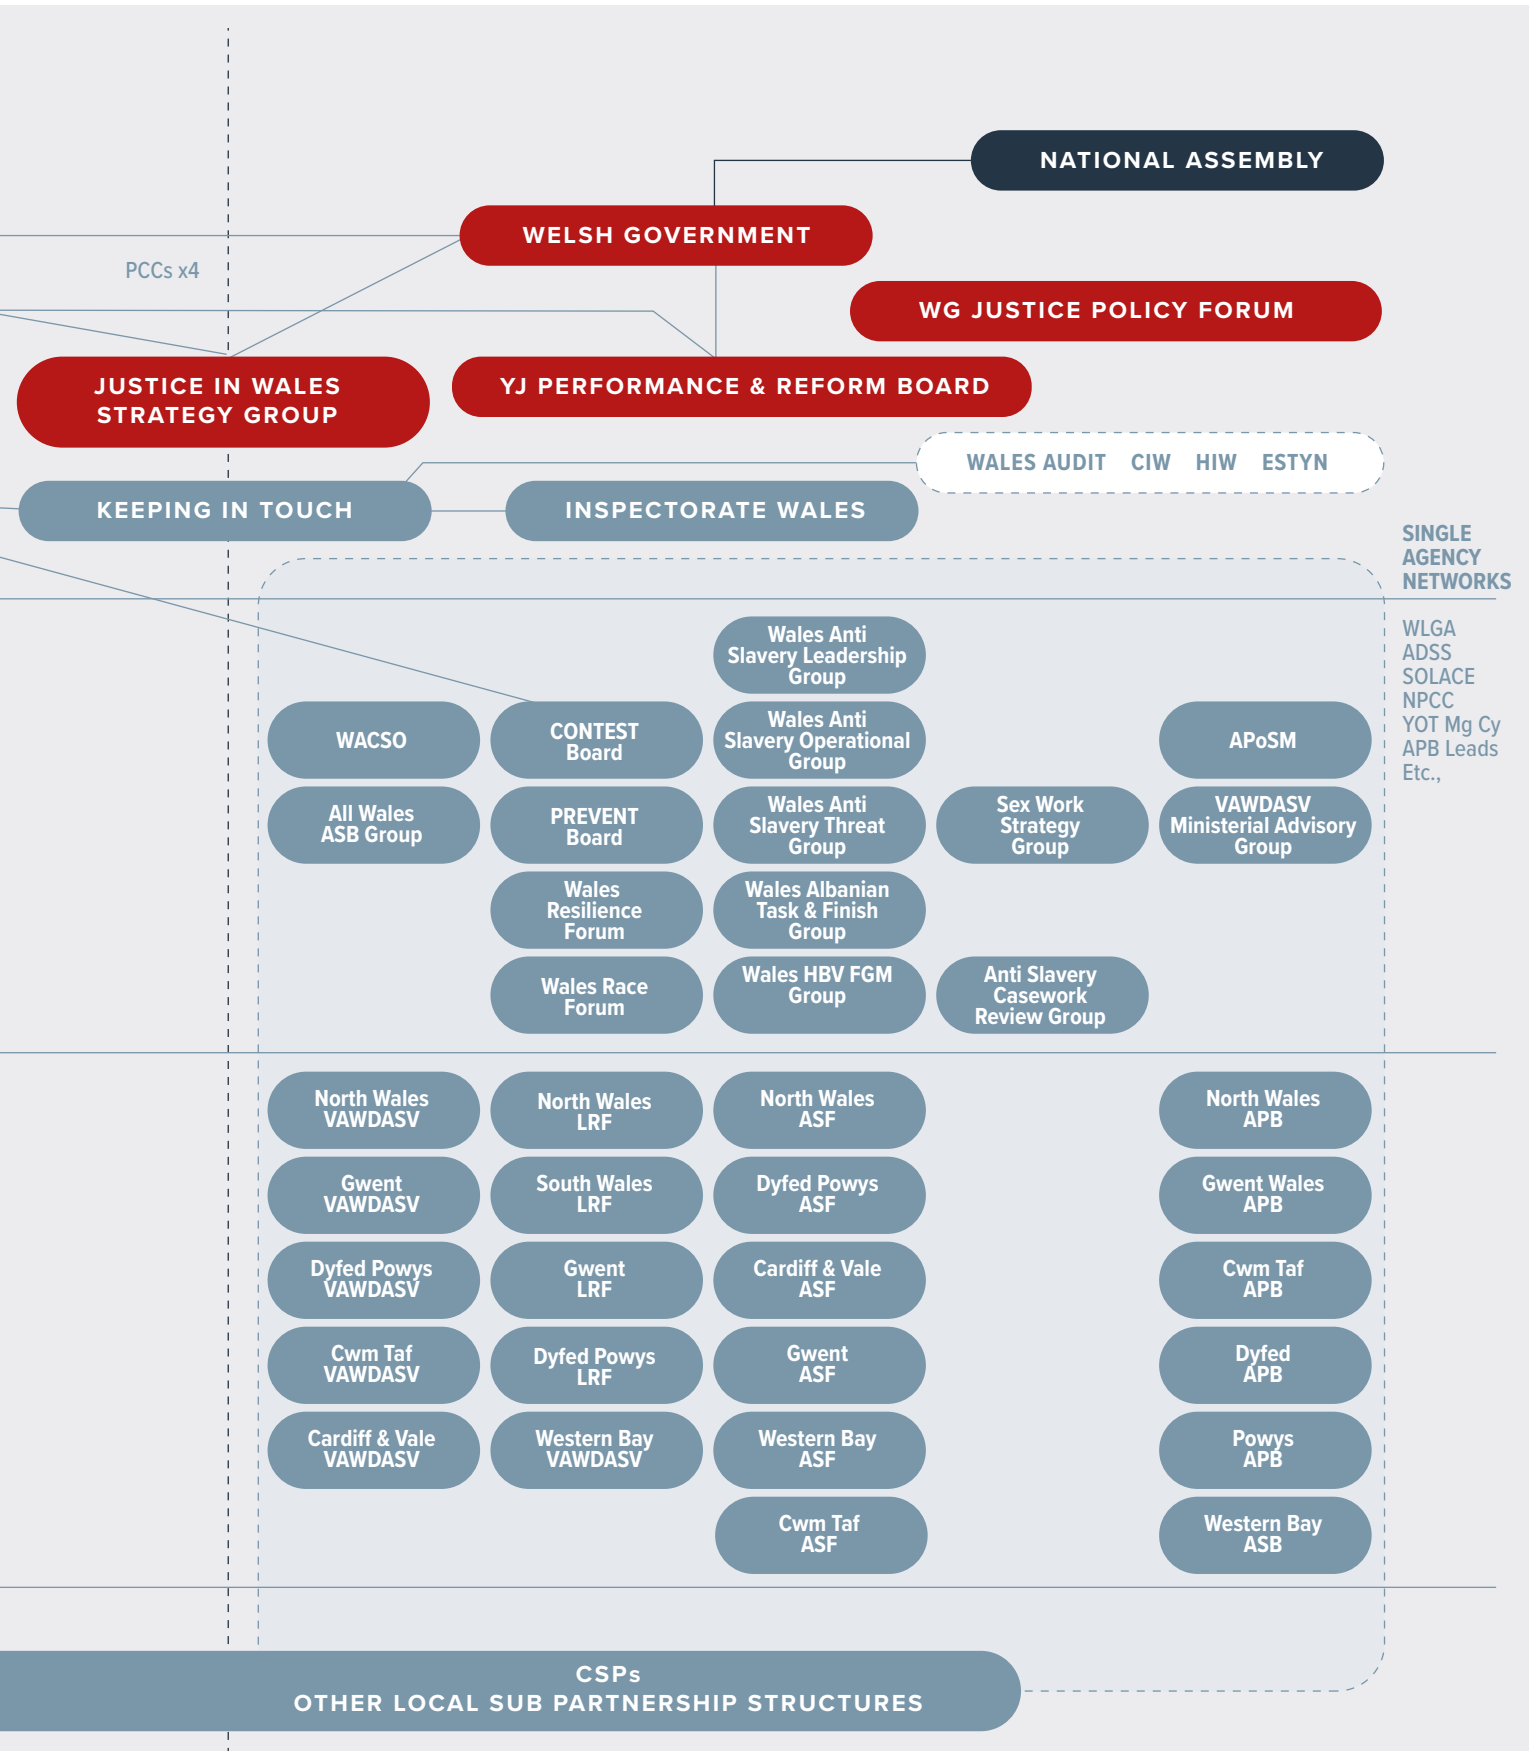 NATIONAL ASSEMBLY
WELSH GOVERNMENT
PCCs x4
WG JUSTICE POLICY FORUM
JUSTICE IN WALES
STRATEGY GROUP
YJ PERFORMANCE & REFORM BOARD
WALES AUDIT CIW HIW ESTYN
KEEPING IN TOUCH
INSPECTORATE WALES
SINGLE
AGENCY
NETWORKS
WLGA
ADSS
SOLACE
NPCC
YOT Mg Cy
APB Leads
Etc.,
Wales Anti
Slavery Leadership
Group
WACSO
CONTEST
Board
Wales Anti
Slavery Operational
Group
APoSM
All Wales
ASB Group
PREVENT
Board
Wales Anti
Slavery Threat
Group
Sex Work
Strategy
Group
VAWDASV
Ministerial Advisory
Group
Wales
Resilience
Forum
Wales Albanian
Task & Finish
Group
Wales Race
Forum
Wales HBV FGM
Group
Anti Slavery
Casework
Review Group
North Wales
VAWDASV
North Wales
LRF
North Wales
ASF
North Wales
APB
Gwent
VAWDASV
South Wales
LRF
Dyfed Powys
ASF
Gwent Wales
APB
Dyfed Powys
VAWDASV
Gwent
LRF
Cardiff & Vale
ASF
Cwm Taf
APB
Cwm Taf
VAWDASV
Dyfed Powys
LRF
Gwent
ASF
Dyfed
APB
Cardiff & Vale
VAWDASV
Western Bay
VAWDASV
Western Bay
ASF
Powys
APB
Cwm Taf
ASF
Western Bay
ASB
CSPs
OTHER LOCAL SUB PARTNERSHIP STRUCTURES